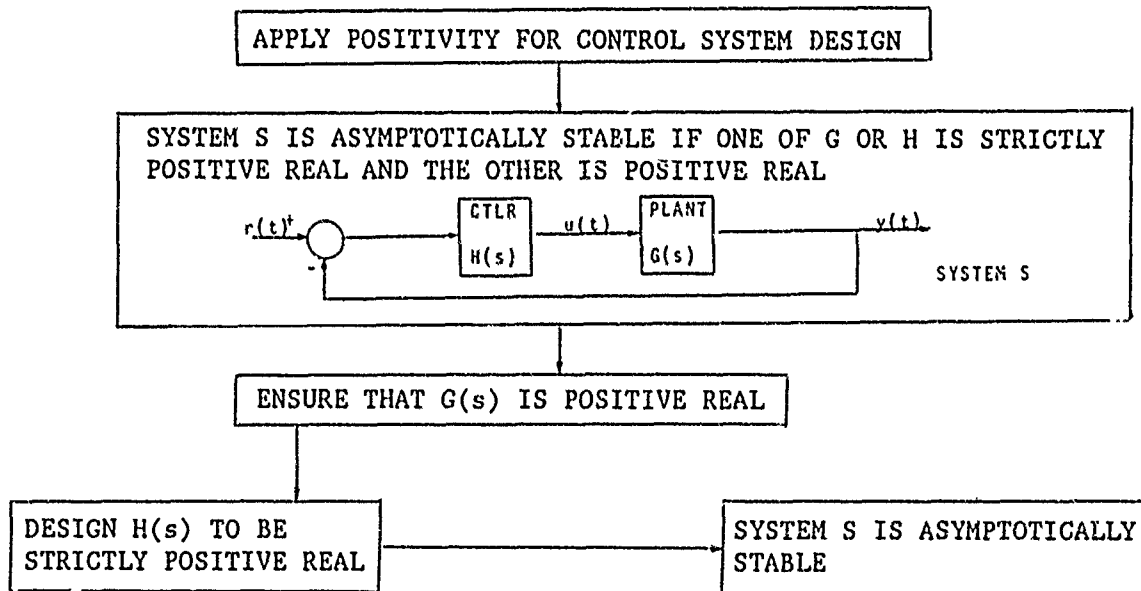 APPLY POSITIVITY FOR CONTROL SYSTEM DESIGN
SYSTEM S IS ASYMPTOTICALLY STABLE IF ONE OF G OR H IS STRICTLY
POSITIVE REAL AND THE OTHER IS POSITIVE REAL
r(t) +
-
CTLR
H(s)
u(t)
PLANT
G(s)
y(t)
SYSTEM S
ENSURE THAT G(s) IS POSITIVE REAL
DESIGN H(s) TO BE
STRICTLY POSITIVE REAL
SYSTEM S IS ASYMPTOTICALLY
STABLE